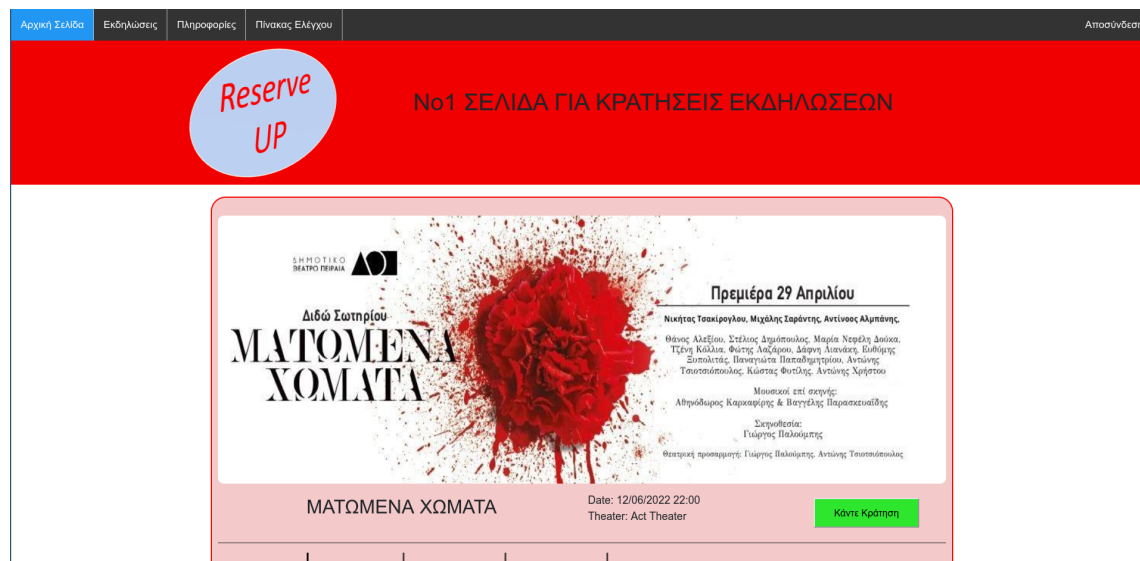 Αρχική Σελίδα
Εκδηλώσεις
Πληροφορίες
Πίνακας Ελέγχου
Αποσύνδεση
Reserve
UP
Νο1 ΣΕΛΙΔΑ ΓΙΑ ΚΡΑΤΗΣΕΙΣ ΕΚΔΗΛΩΣΕΩΝ
ΔΗΜΟΤΙΚΟ
ΘΕΑΤΡΟ ΠΕΙΡΑΙΑ
Διδώ Σωτηρίου
ΜΑΤΩΜΕΝΑ
ΧΩΜΑΤΑ
Πρεμιέρα 29 Απριλίου
Νικήτας Τσακίρογλου, Μιχάλης Σαράντης, Αντίνοος Αλμπάνης,
Θάνος Αλεξίου, Στέλιος Δημόπουλος, Μαρία Νεφέλη Δούκα,
Τζένη Κόλλια, Φώτης Λαζάρου, Δάφνη Λιανάκη, Ευθύμης
Ξυπολιτάς, Παναγιώτα Παπαδημητρίου, Αντώνης
Τσιοτσιόπουλος, Κώστας Φυτίλης, Αντώνης Χρήστου
Μουσικοί επί σκηνής:
Αθηνόδωρος Καρκαφίρης & Βαγγέλης Παρασκευαΐδης
Σκηνοθεσία:
Γιώργος Παλούμπης
Θεατρική προσαρμογή: Γιώργος Παλούμπης, Αντώνης Τσιοτσιόπουλος
ΜΑΤΩΜΕΝΑ ΧΩΜΑΤΑ
Date: 12/06/2022 22:00
Theater: Act Theater
Κάντε Κράτηση